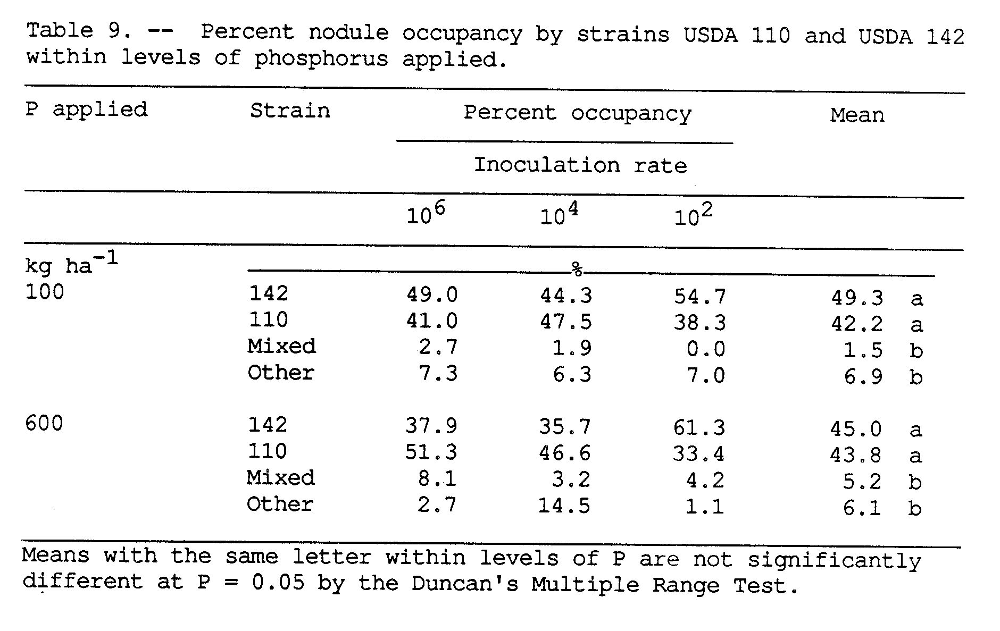 Table 9. -- Percent nodule occupancy by strains USDA 110 and USDA 142
within levels of phosphorus applied.
P applied Strain Percent occupancy Mean
Inoculation rate
10^6 10^4 10^2
kg ha^-1 %
100 142 49.0 44.3 54.7 49.3 a
110 41.0 47.5 38.3 42.2 a
Mixed 2.7 1.9 0.0 1.5 b
Other 7.3 6.3 7.0 6.9 b
600 142 37.9 35.7 61.3 45.0 a
110 51.3 46.6 33.4 43.8 a
Mixed 8.1 3.2 4.2 5.2 b
Other 2.7 14.5 1.1 6.1 b
Means with the same letter within levels of P are not significantly
different at P = 0.05 by the Duncan's Multiple Range Test.